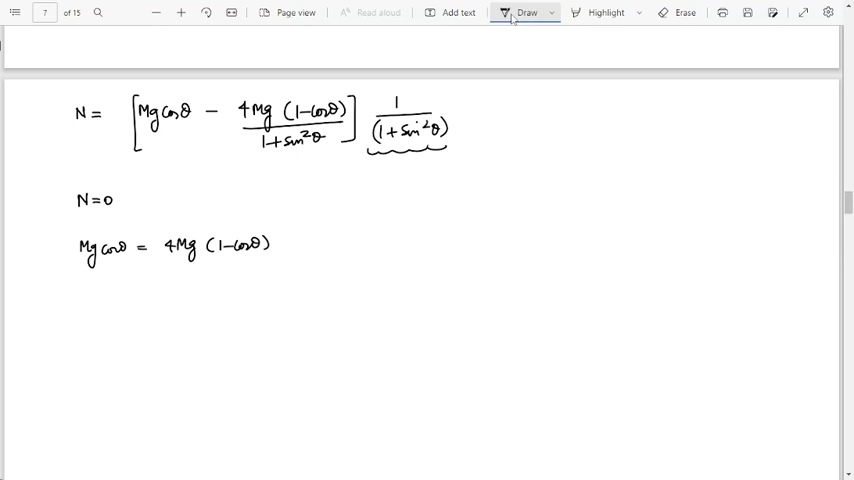 7 of 15 Page view Read aloud Add text Draw Highlight Erase
N = [Mg cosθ − 4Mg (1−cosθ) / 1+sin²θ] 1 / (1+sin²θ)
N=0
Mg cosθ = 4Mg (1−cosθ)